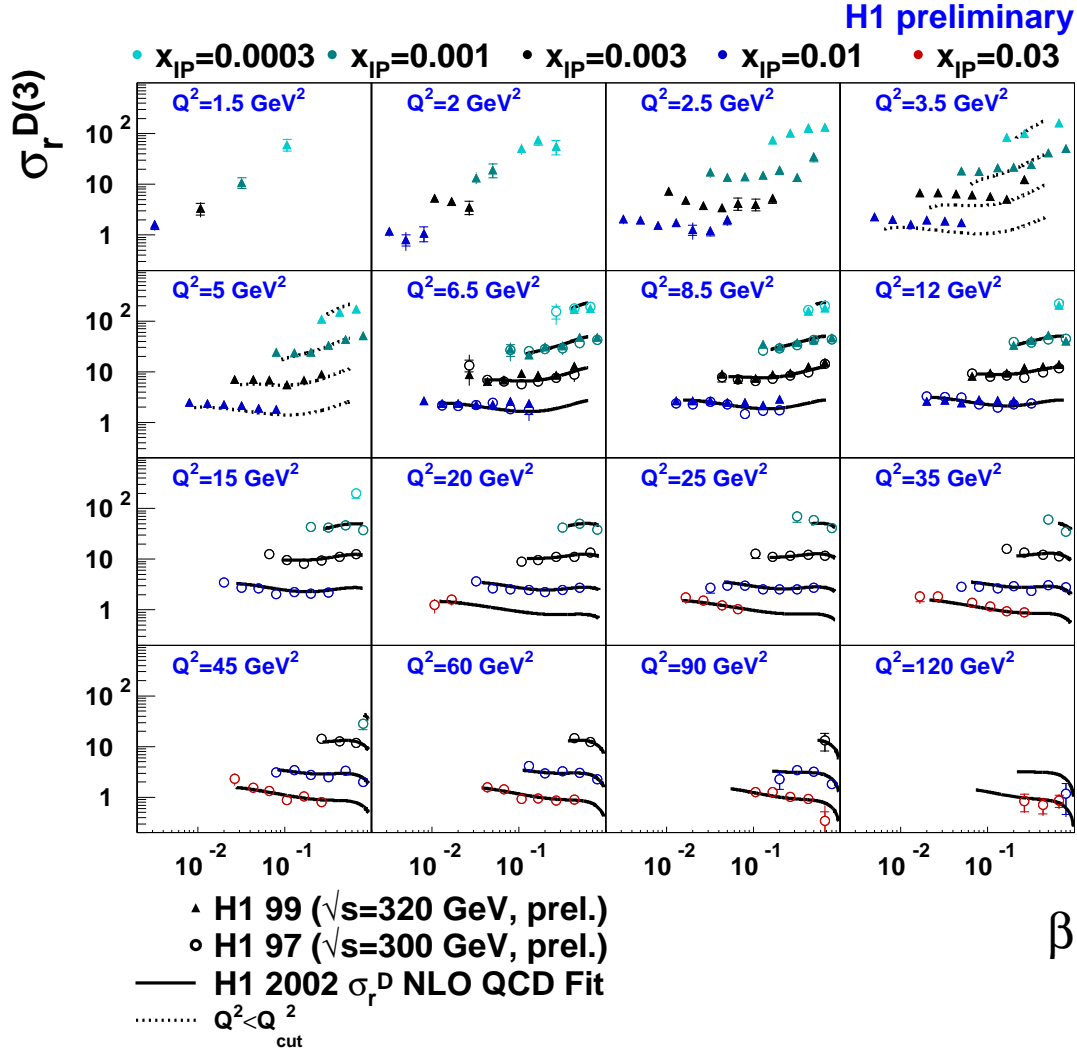 H1 preliminary
x_IP=0.0003 x_IP=0.001 x_IP=0.003 x_IP=0.01 x_IP=0.03
σ_r^D(3)
Q²=1.5 GeV² Q²=2 GeV² Q²=2.5 GeV² Q²=3.5 GeV²
10²
10
1
Q²=5 GeV² Q²=6.5 GeV² Q²=8.5 GeV² Q²=12 GeV²
10²
10
1
Q²=15 GeV² Q²=20 GeV² Q²=25 GeV² Q²=35 GeV²
10²
10
1
Q²=45 GeV² Q²=60 GeV² Q²=90 GeV² Q²=120 GeV²
10²
10
1
10⁻² 10⁻¹ 10⁻² 10⁻¹ 10⁻² 10⁻¹ 10⁻² 10⁻¹
H1 99 (√s=320 GeV, prel.)
H1 97 (√s=300 GeV, prel.)
β
H1 2002 σ_r^D NLO QCD Fit
Q²<Q_cut²